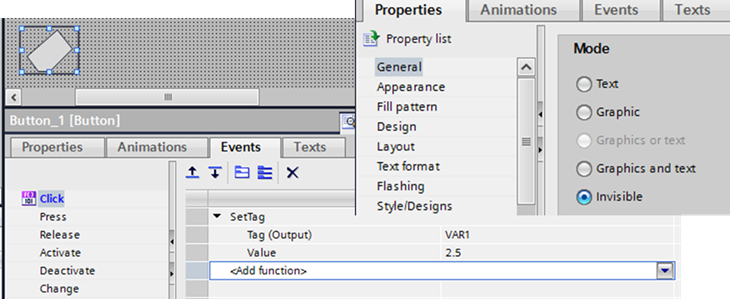 Properties Animations Events Texts
Property list
General
Appearance
Fill pattern
Design
Layout
Text format
Flashing
Style/Designs
Mode
Text
Graphic
Graphics or text
Graphics and text
Invisible
Button_1 [Button]
Properties Animations Events Texts
Click
Press
Release
Activate
Deactivate
Change
SetTag
Tag (Output) VAR1
Value 2.5
<Add function>